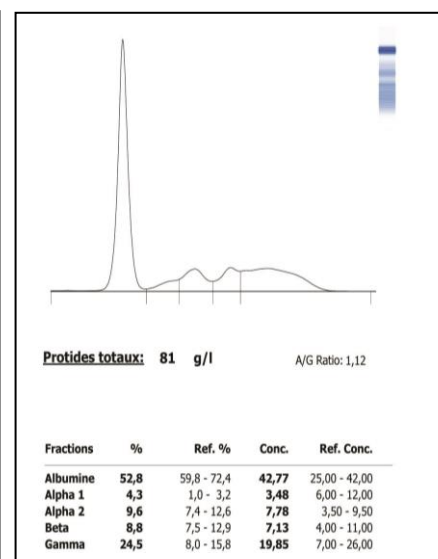 Protides totaux: 81 g/l A/G Ratio: 1,12
Fractions % Ref. % Conc. Ref. Conc.
Albumine 52,8 59,8 - 72,4 42,77 25,00 - 42,00
Alpha 1 4,3 1,0 - 3,2 3,48 6,00 - 12,00
Alpha 2 9,6 7,4 - 12,6 7,78 3,50 - 9,50
Beta 8,8 7,5 - 12,9 7,13 4,00 - 11,00
Gamma 24,5 8,0 - 15,8 19,85 7,00 - 26,00